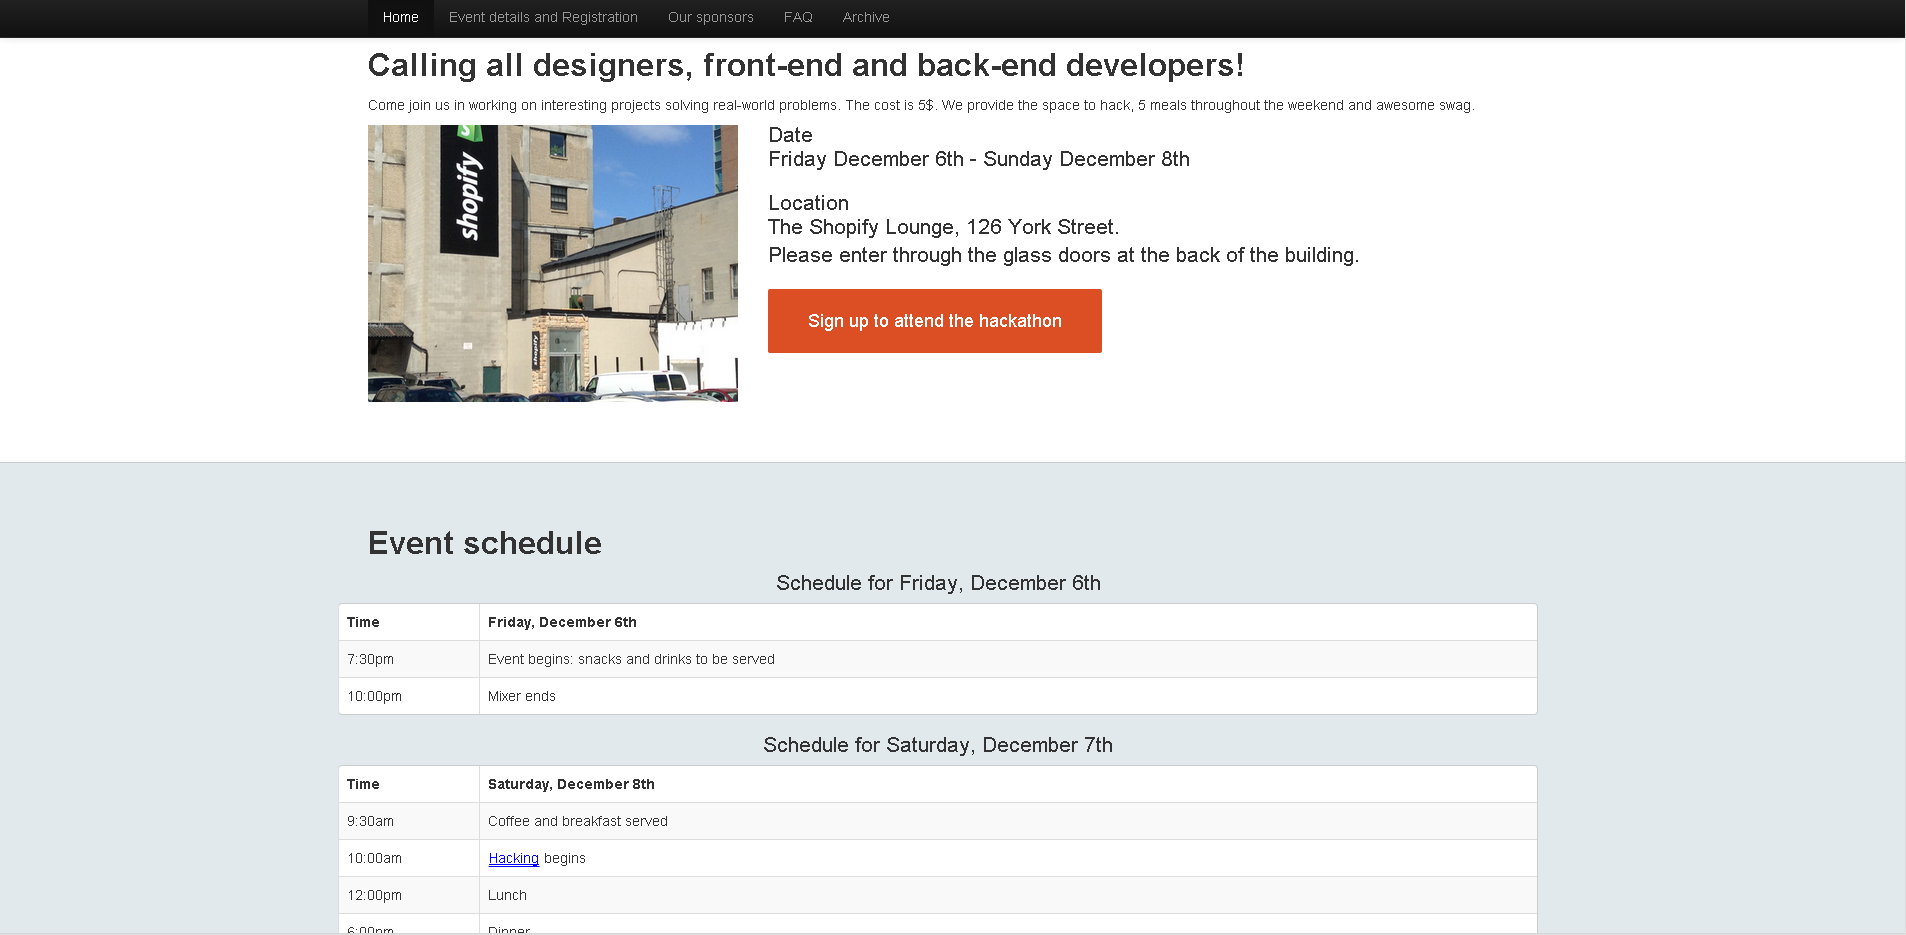 Home Event details and Registration Our sponsors FAQ Archive
Calling all designers, front-end and back-end developers!
Come join us in working on interesting projects solving real-world problems. The cost is 5$. We provide the space to hack, 5 meals throughout the weekend and awesome swag.
shopify
shopify
Date
Friday December 6th - Sunday December 8th
Location
The Shopify Lounge, 126 York Street.
Please enter through the glass doors at the back of the building.
Sign up to attend the hackathon
Event schedule
Schedule for Friday, December 6th
Time Friday, December 6th
7:30pm Event begins: snacks and drinks to be served
10:00pm Mixer ends
Schedule for Saturday, December 7th
Time Saturday, December 8th
9:30am Coffee and breakfast served
10:00am Hacking begins
12:00pm Lunch
6:00pm Dinner